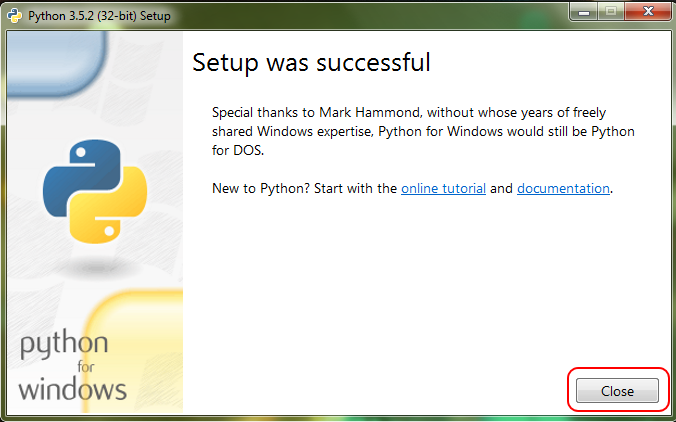 Python 3.5.2 (32-bit) Setup
Setup was successful
Special thanks to Mark Hammond, without whose years of freely
shared Windows expertise, Python for Windows would still be Python
for DOS.
New to Python? Start with the online tutorial and documentation.
python
for
windows
Close